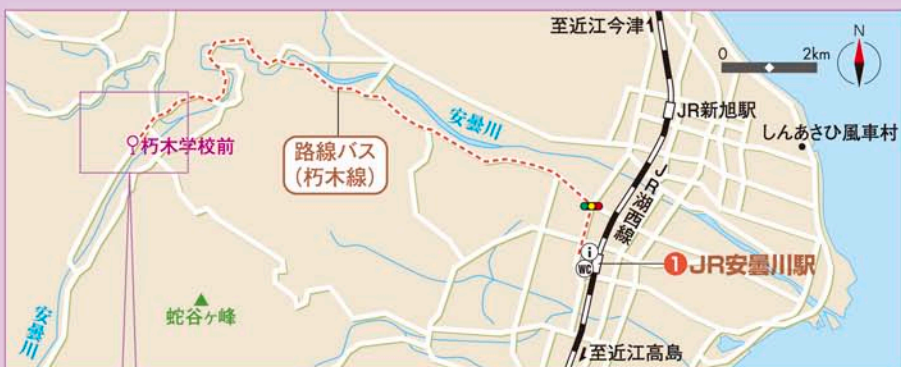 至近江今津
N
0 2km
JR新旭駅
しんあさひ風車村
安曇川
朽木学校前
路線バス
(朽木線)
JR湖西線
i
WC
1 JR安曇川駅
蛇谷ヶ峰
安曇川
至近江高島